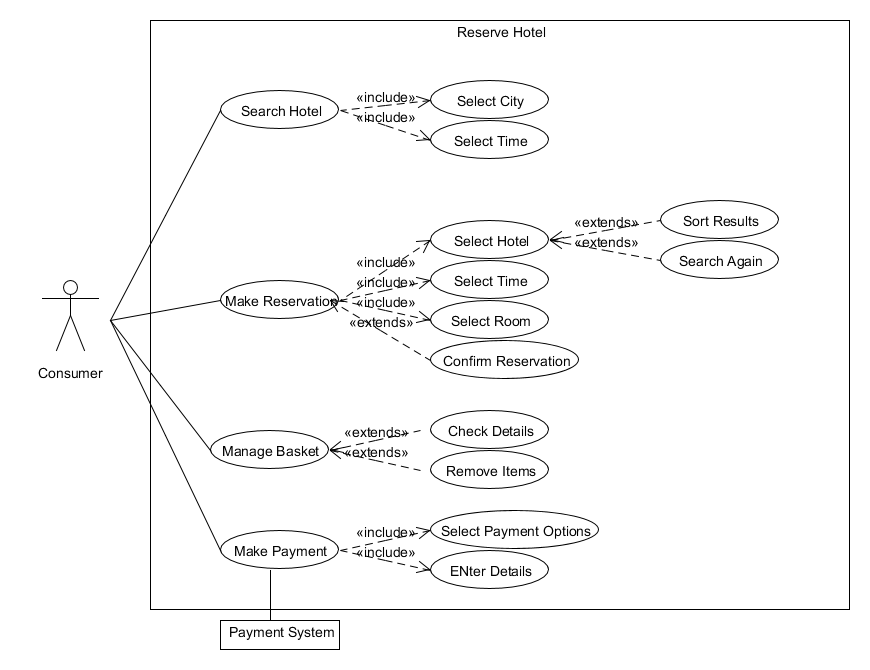 Reserve Hotel
Search Hotel
«include»
Select City
«include»
Select Time
Select Hotel
«extends»
Sort Results
«extends»
Search Again
Make Reservation
«include»
«include»
Select Time
«include»
Select Room
«extends»
Confirm Reservation
Consumer
Manage Basket
«extends»
Check Details
«extends»
Remove Items
Make Payment
«include»
Select Payment Options
«include»
ENter Details
Payment System